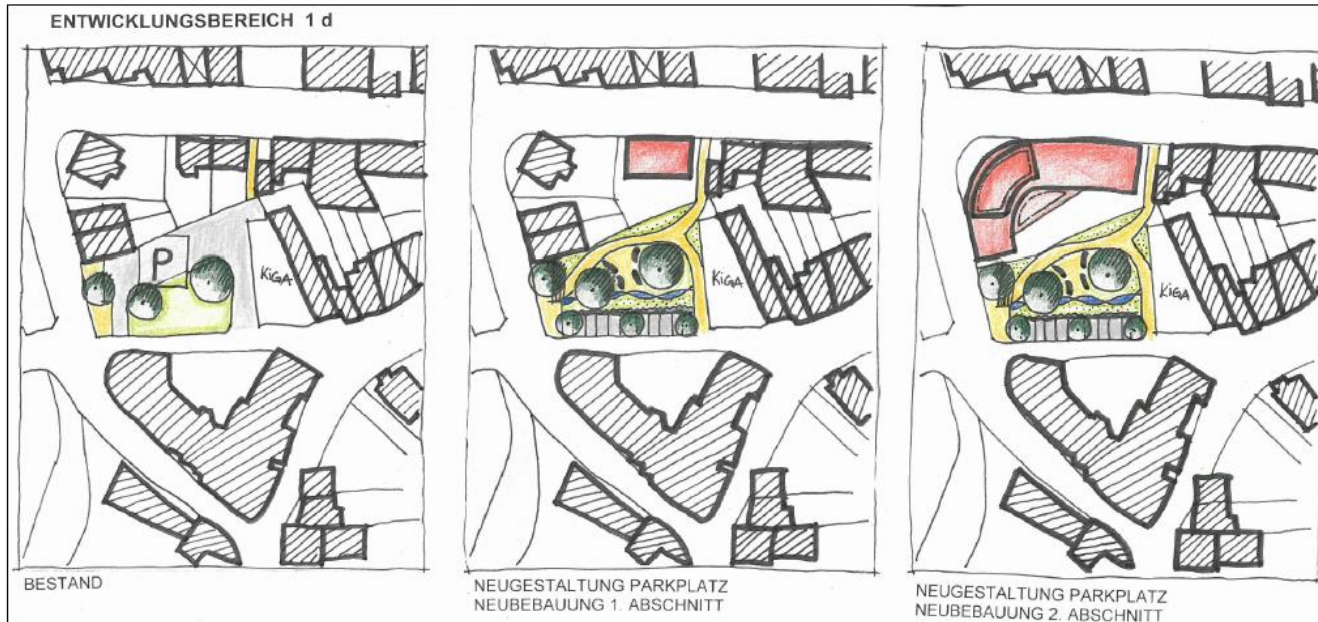 ENTWICKLUNGSBEREICH 1 d
P
KiGA
KiGA
KiGA
BESTAND
NEUGESTALTUNG PARKPLATZ
NEUBEBAUUNG 1. ABSCHNITT
NEUGESTALTUNG PARKPLATZ
NEUBEBAUUNG 2. ABSCHNITT